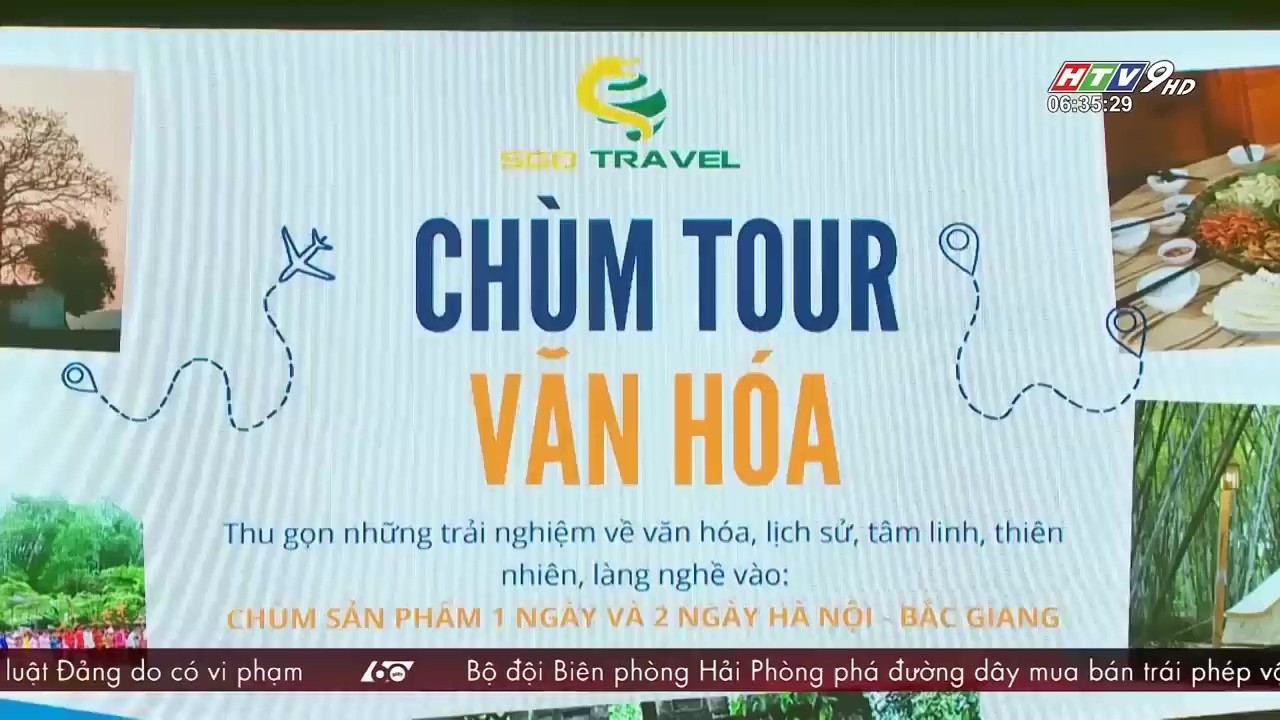 HTV9 HD
06:35:29
SGO TRAVEL
CHÙM TOUR
VĂN HÓA
Thu gọn những trải nghiệm về văn hóa, lịch sử, tâm linh, thiên
nhiên, làng nghề vào:
CHUM SẢN PHẨM 1 NGÀY VÀ 2 NGÀY HÀ NỘI - BẮC GIANG
luật Đảng do có vi phạm 60 Bộ đội Biên phòng Hải Phòng phá đường dây mua bán trái phép